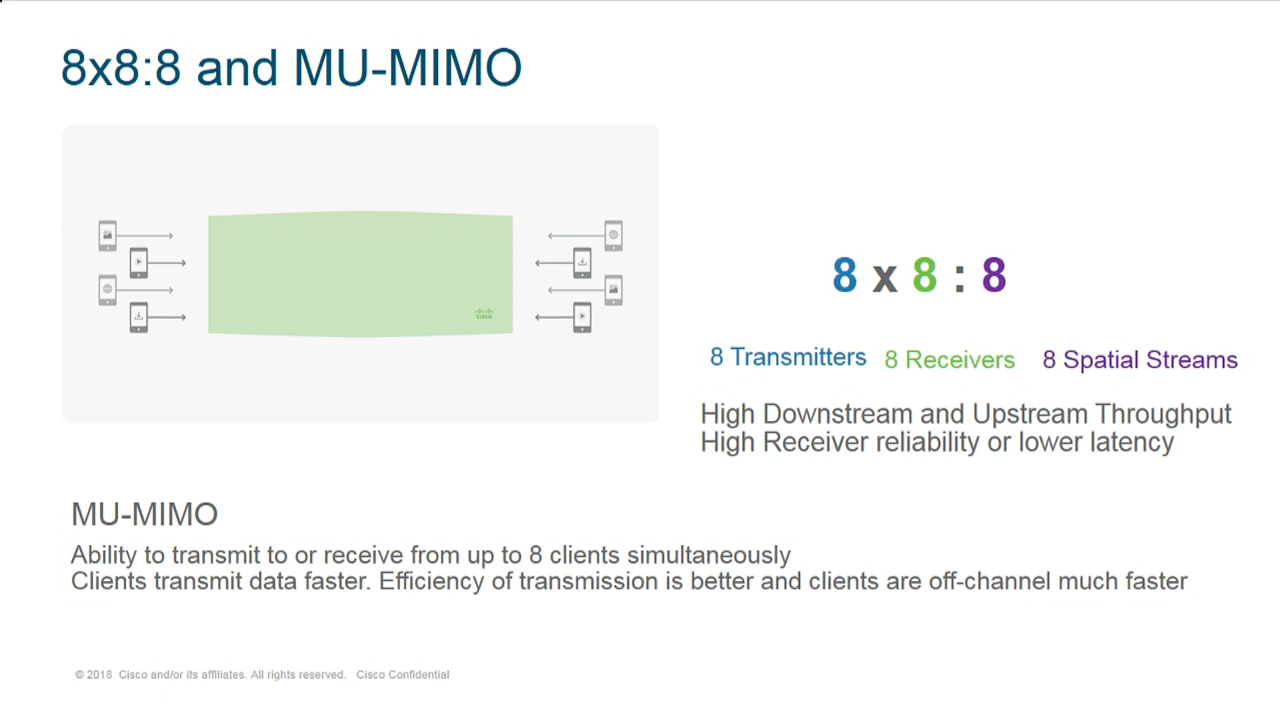 8x8:8 and MU-MIMO
CISCO
8 x 8 : 8
8 Transmitters 8 Receivers 8 Spatial Streams
High Downstream and Upstream Throughput
High Receiver reliability or lower latency
MU-MIMO
Ability to transmit to or receive from up to 8 clients simultaneously
Clients transmit data faster. Efficiency of transmission is better and clients are off-channel much faster
© 2018 Cisco and/or its affiliates. All rights reserved. Cisco Confidential